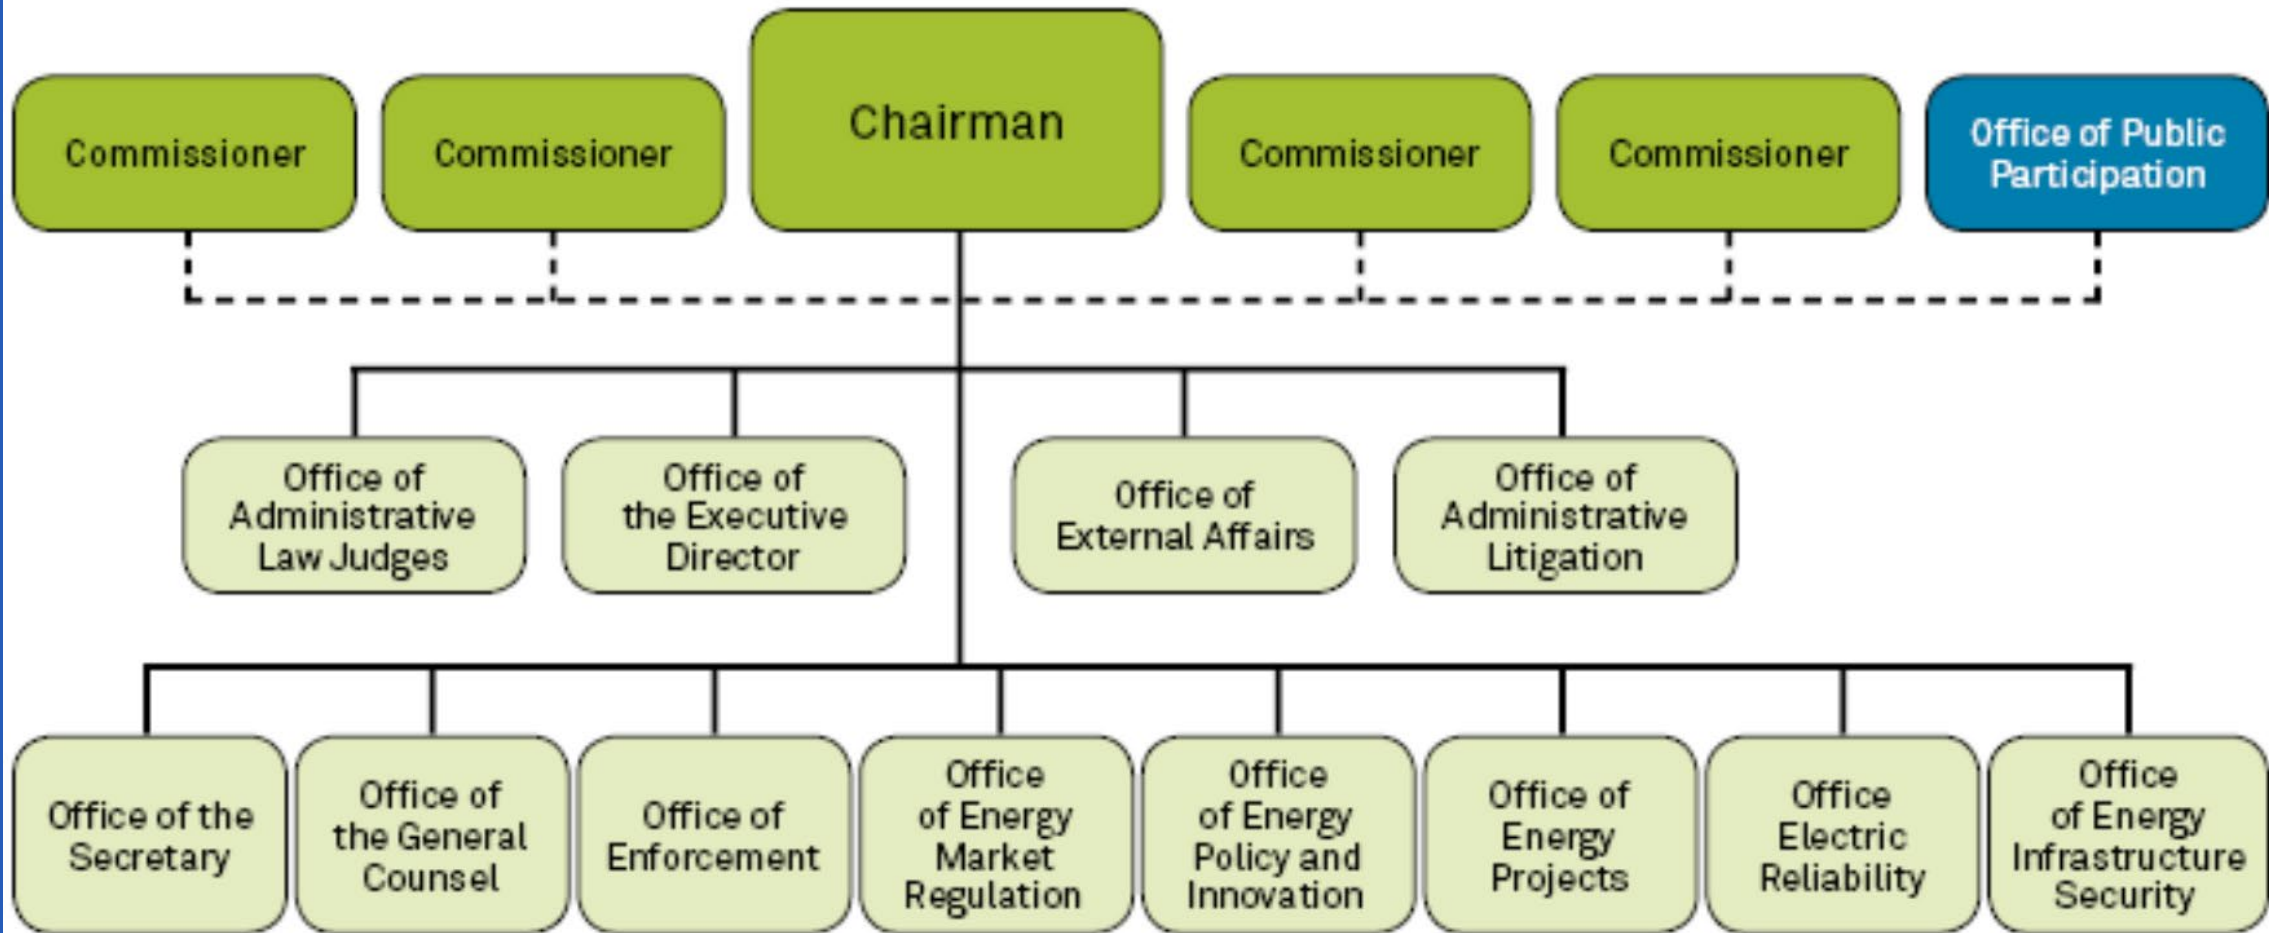 Commissioner
Commissioner
Chairman
Commissioner
Commissioner
Office of Public
Participation
Office of
Administrative
Law Judges
Office of
the Executive
Director
Office of
External Affairs
Office of
Administrative
Litigation
Office of the
Secretary
Office of
the General
Counsel
Office of
Enforcement
Office
of Energy
Market
Regulation
Office
of Energy
Policy and
Innovation
Office of
Energy
Projects
Office
Electric
Reliability
Office
of Energy
Infrastructure
Security